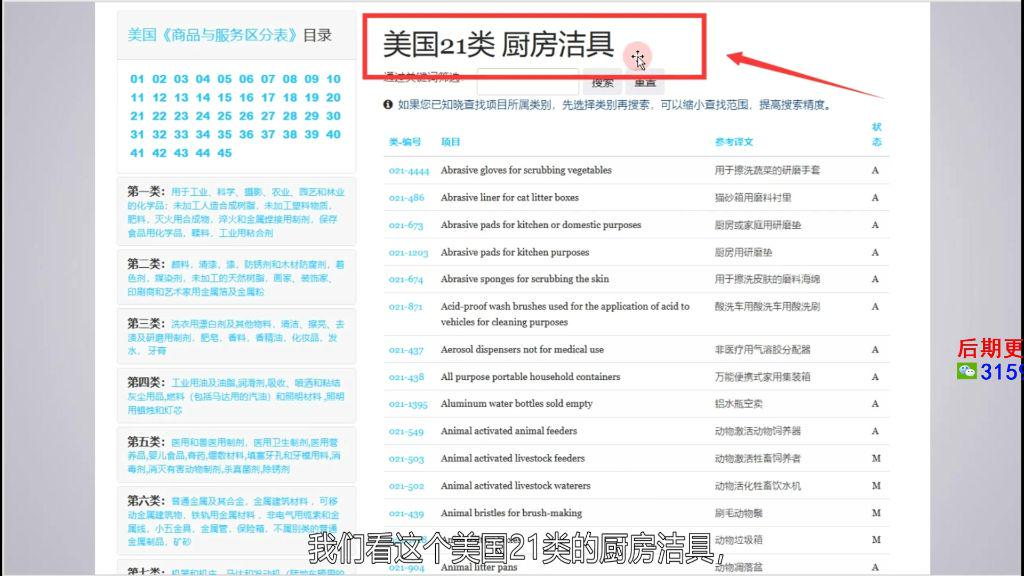 美国《商品与服务区分表》目录
01 02 03 04 05 06 07 08 09 10
11 12 13 14 15 16 17 18 19 20
21 22 23 24 25 26 27 28 29 30
31 32 33 34 35 36 37 38 39 40
41 42 43 44 45
第一类：用于工业、科学、摄影、农业、园艺和林业
的化学品；未加工人造合成树脂，未加工塑料物质，
肥料，灭火用合成物，淬火和金属焊接用制剂，保存
食品用化学品，鞣料，工业用粘合剂
第二类：颜料，清漆，漆，防锈剂和木材防腐剂，着
色剂，媒染剂，未加工的天然树脂，画家、装饰家、
印刷商和艺术家用金属箔及金属粉
第三类：洗衣用漂白剂及其他物料，清洁、擦亮、去
渍及研磨用制剂，肥皂，香料，香精油，化妆品，发
水，牙膏
第四类：工业用油及油脂,润滑剂,吸收、喷洒和粘结
灰尘用品,燃料（包括马达用的汽油）和照明材料 ,照明
用蜡烛和灯芯
第五类：医用和兽医用制剂，医用卫生制剂,医用营
养品,婴儿食品,膏药,绷敷材料,填塞牙孔和牙模用料,消
毒剂,消灭有害动物制剂,杀真菌剂,除锈剂
第六类：普通金属及其合金，金属建筑材料 ，可移
动金属建筑物，铁轨用金属材料 ，非电气用缆索和金
属线，小五金具，金属管，保险箱，不属别类的普通
金属制品，矿砂
美国21类 厨房洁具
通过关键词筛选
搜索 重置
如果您已知晓查找项目所属类别，先选择类别再搜索，可以缩小查找范围，提高搜索精度。
类-编号 项目 参考译文 状态
021-4444 Abrasive gloves for scrubbing vegetables 用于擦洗蔬菜的研磨手套 A
021-486 Abrasive liner for cat litter boxes 猫砂箱用磨料衬里 A
021-673 Abrasive pads for kitchen or domestic purposes 厨房或家庭用研磨垫 A
021-1203 Abrasive pads for kitchen purposes 厨房用研磨垫 A
021-674 Abrasive sponges for scrubbing the skin 用于擦洗皮肤的磨料海绵 A
021-871 Acid-proof wash brushes used for the application of acid to 酸洗车用酸洗车用酸洗刷 A
vehicles for cleaning purposes
021-437 Aerosol dispensers not for medical use 非医疗用气溶胶分配器 A
021-438 All purpose portable household containers 万能便携式家用集装箱 A
021-1395 Aluminum water bottles sold empty 铝水瓶空卖 A
021-549 Animal activated animal feeders 动物激活动物饲养器 A
021-503 Animal activated livestock feeders 动物激活牲畜饲养者 M
021-502 Animal activated livestock waterers 动物活化牲畜饮水机 M
021-439 Animal bristles for brush-making 刷毛动物鬃 M
动物垃圾箱 M
021-904 Animal litter pans 动物凋落盆 A
后期更
3159
我们看这个美国21类的厨房洁具，